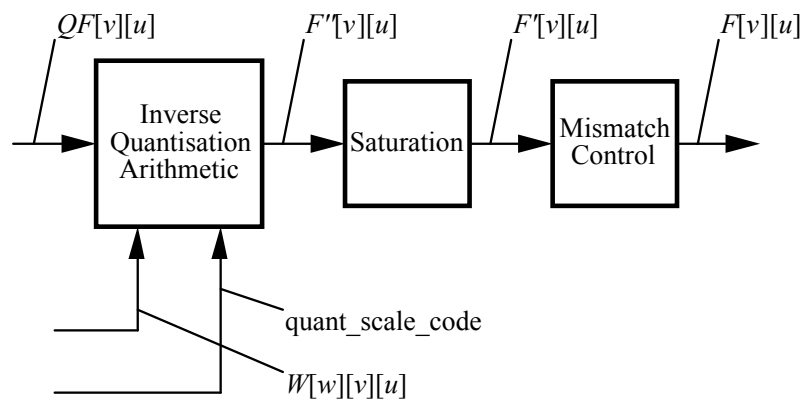 QF[v][u]
F''[v][u]
F'[v][u]
F[v][u]
Inverse
Quantisation
Arithmetic
Saturation
Mismatch
Control
quant_scale_code
W[w][v][u]